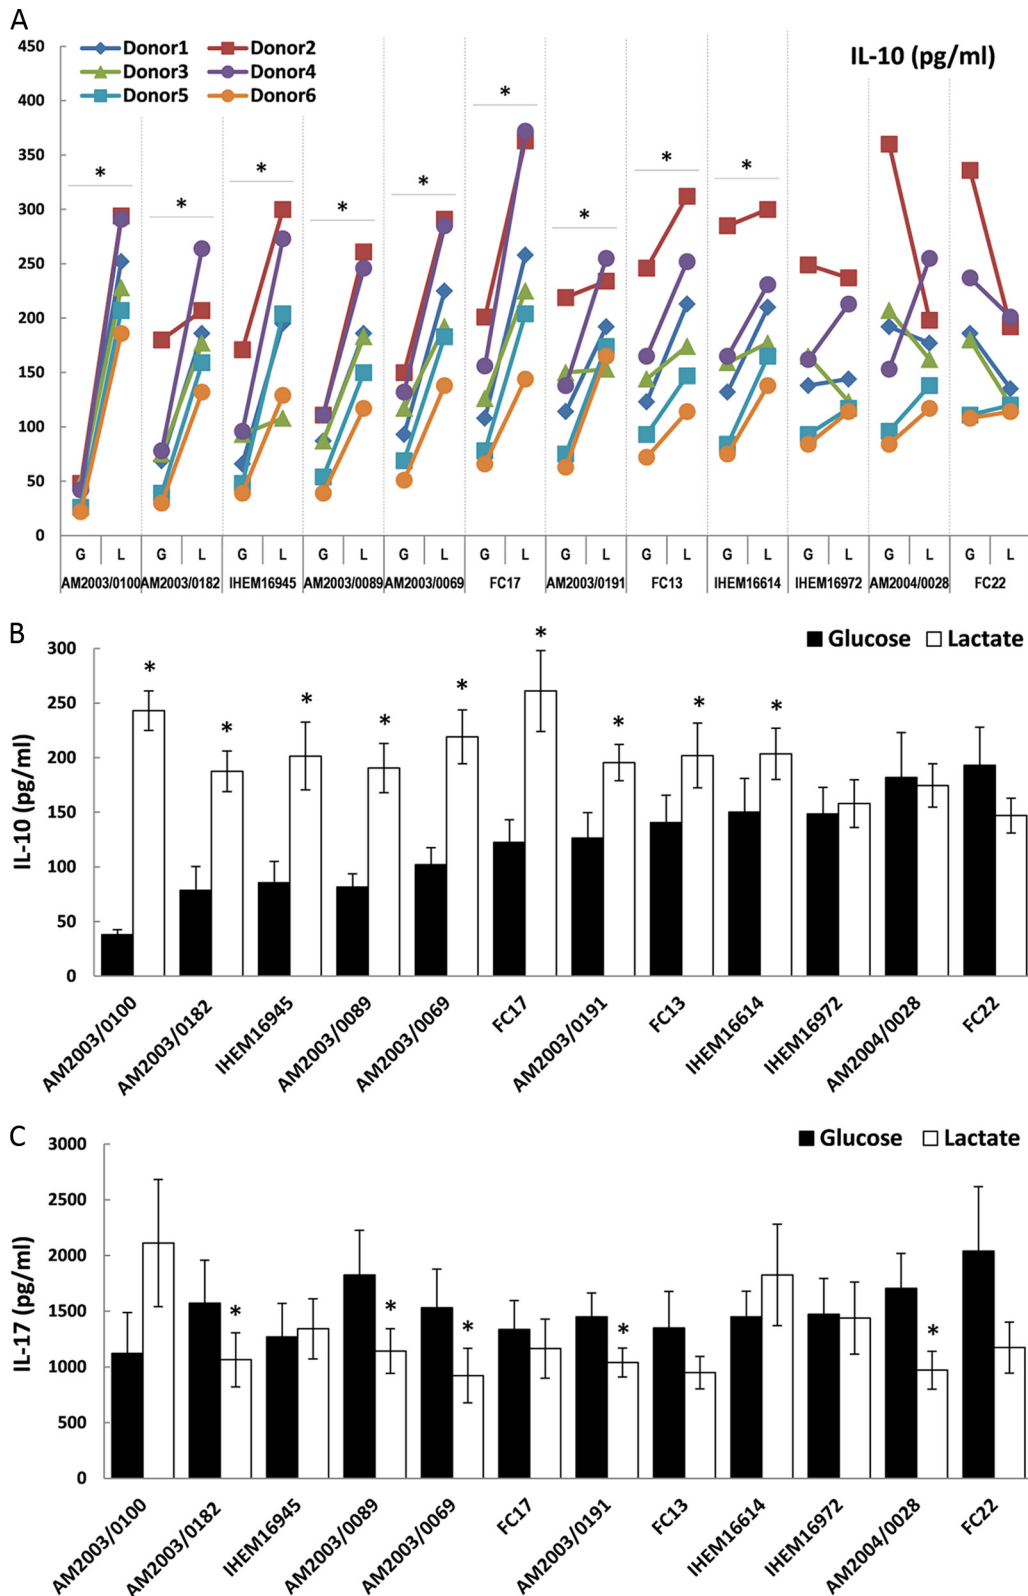 A
450
400
350
300
250
200
150
100
50
0
Donor1 Donor2
Donor3 Donor4
Donor5 Donor6
IL-10 (pg/ml)
* * * * * * * * *
G L G L G L G L G L G L G L G L G L G L G L G L
AM2003/0100 AM2003/0182 IHEM16945 AM2003/0089 AM2003/0069 FC17 AM2003/0191 FC13 IHEM16614 IHEM16972 AM2004/0028 FC22
B
Glucose Lactate
IL-10 (pg/ml)
300
250
200
150
100
50
0
* * * * * * * * *
AM2003/0100
AM2003/0182
IHEM16945
AM2003/0089
AM2003/0069
FC17
AM2003/0191
FC13
IHEM16614
IHEM16972
AM2004/0028
FC22
C
Glucose Lactate
IL-17 (pg/ml)
3000
2500
2000
1500
1000
500
0
* * * * *
AM2003/0100
AM2003/0182
IHEM16945
AM2003/0089
AM2003/0069
FC17
AM2003/0191
FC13
IHEM16614
IHEM16972
AM2004/0028
FC22